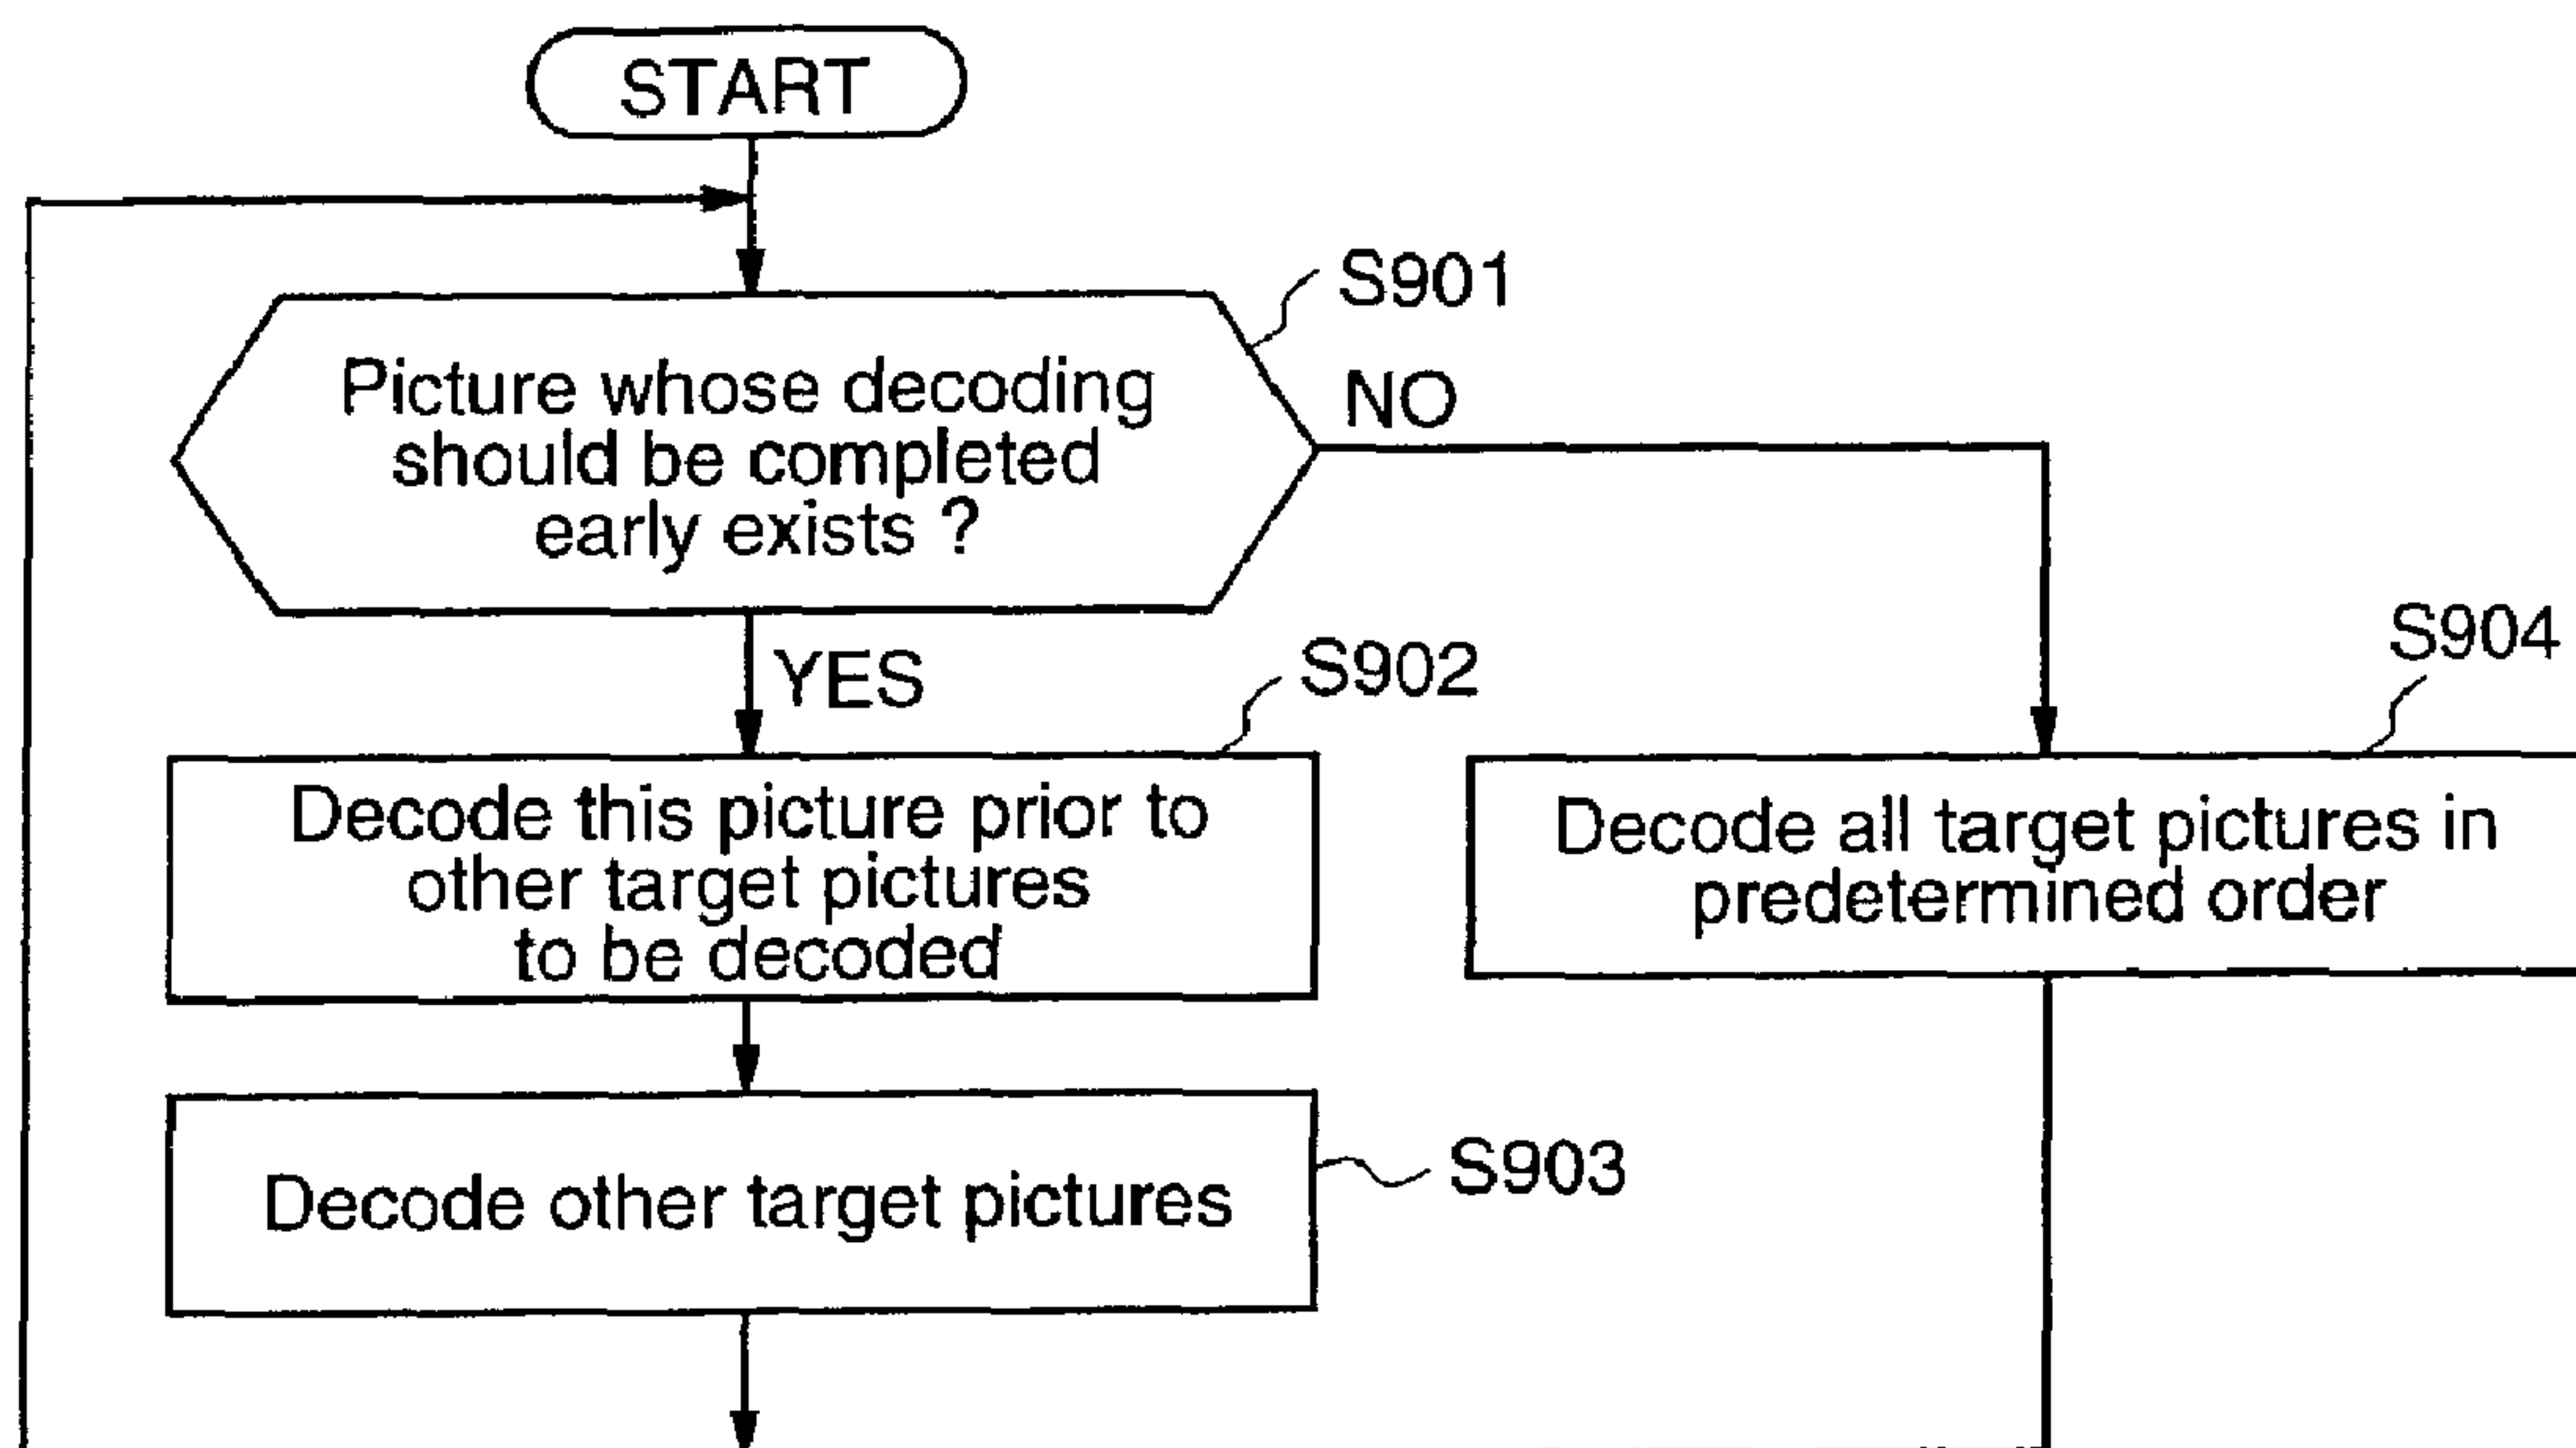 START
S901
Picture whose decoding
should be completed
early exists ?
NO
YES
S902
S904
Decode this picture prior to
other target pictures
to be decoded
Decode all target pictures in
predetermined order
Decode other target pictures
S903